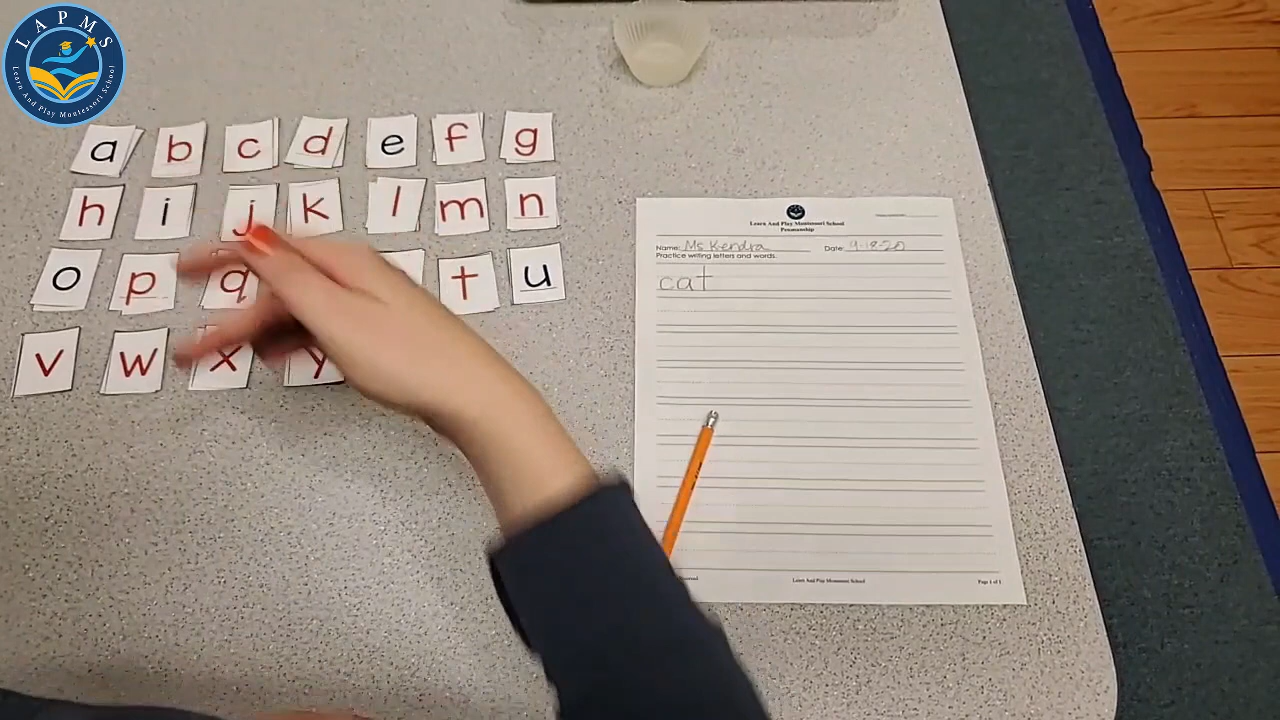 LAPMS
Learn And Play Montessori School
a b c d e f g
h i j k l m n
o p q t u
v w x y
Learn And Play Montessori School
Penmanship
Name: Ms Kendra Date: 9-18-20
Practice writing letters and words.
cat
Learn And Play Montessori School Page 1 of 1